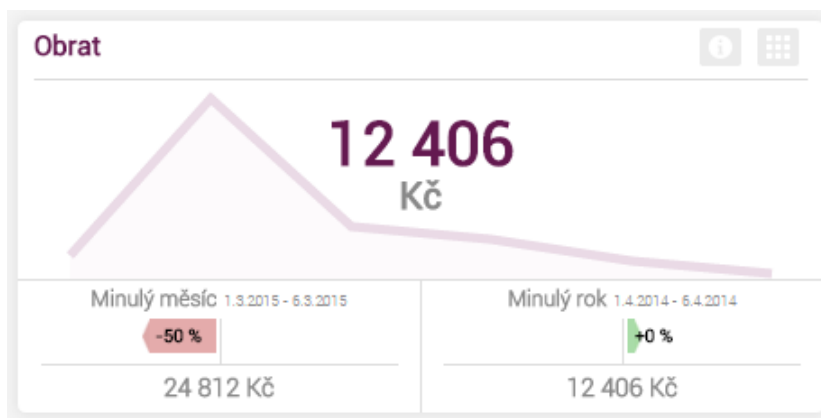 Obrat
12 406
Kč
Minulý měsíc 1.3.2015 - 6.3.2015
-50 %
24 812 Kč
Minulý rok 1.4.2014 - 6.4.2014
+0 %
12 406 Kč